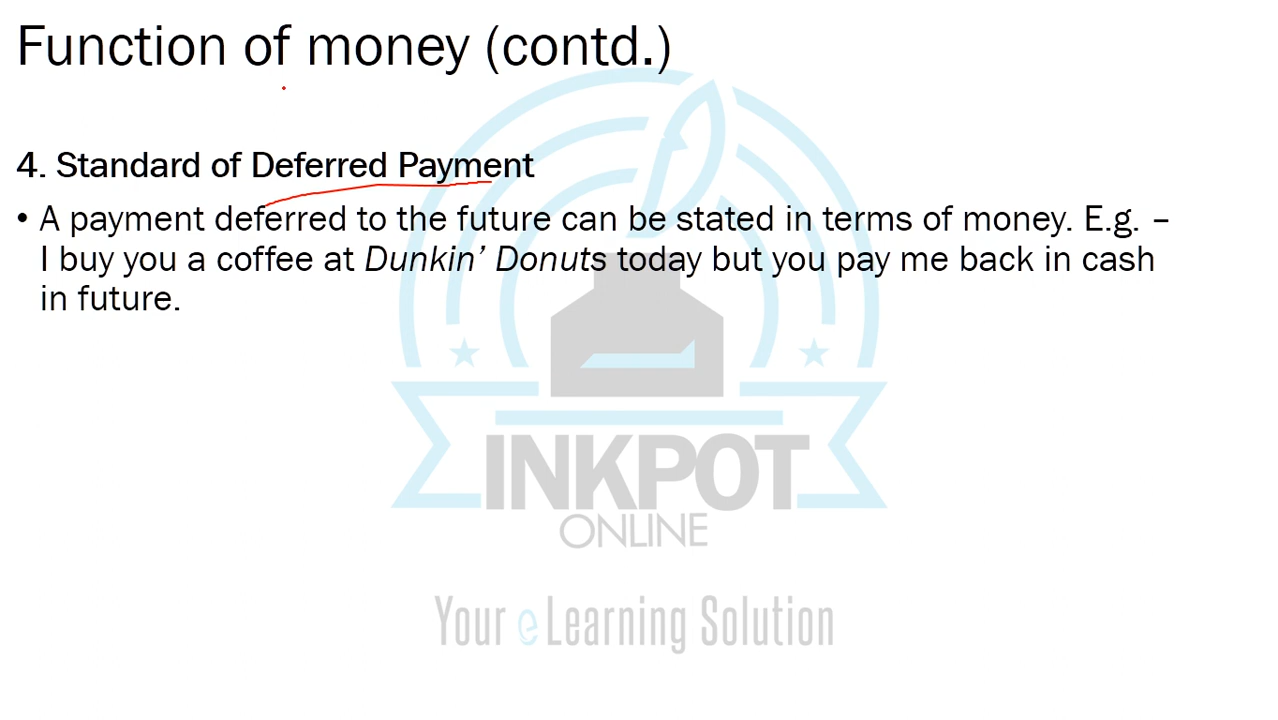 Function of money (contd.)
4. Standard of Deferred Payment
• A payment deferred to the future can be stated in terms of money. E.g. –
I buy you a coffee at Dunkin’ Donuts today but you pay me back in cash
in future.
INKPOT
ONLINE
Your eLearning Solution